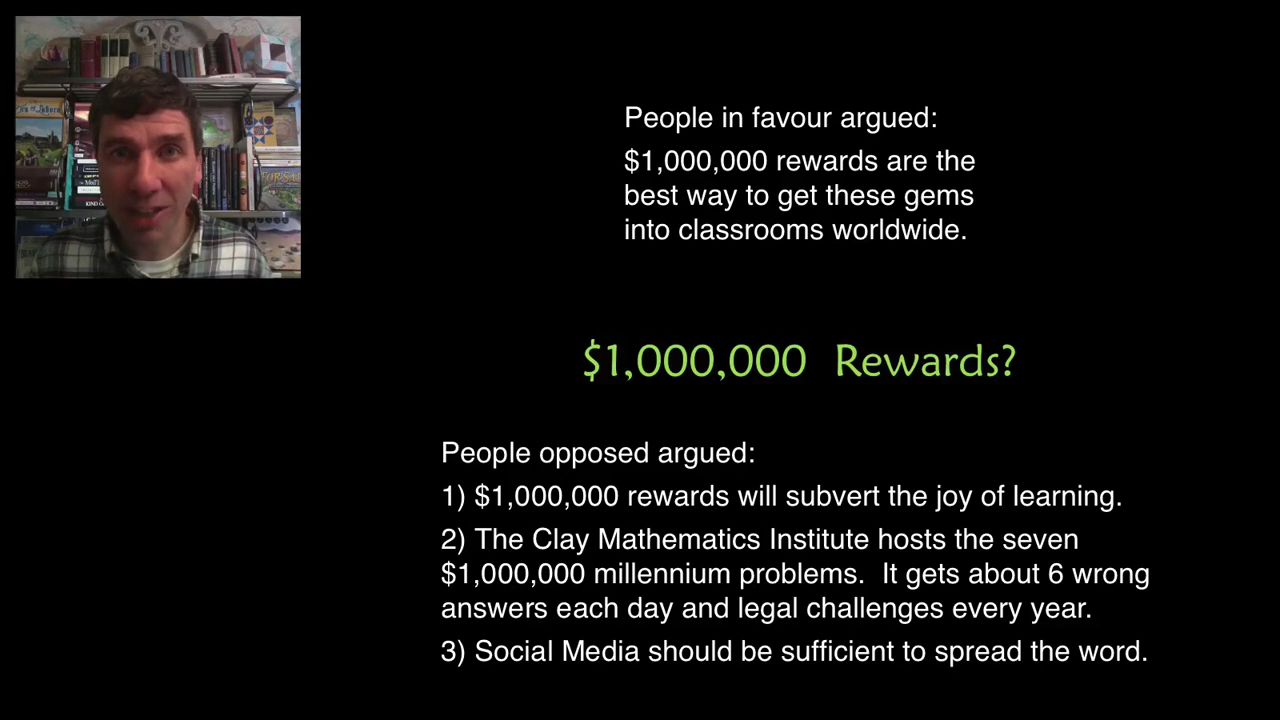 People in favour argued:
$1,000,000 rewards are the
best way to get these gems
into classrooms worldwide.
$1,000,000 Rewards?
People opposed argued:
1) $1,000,000 rewards will subvert the joy of learning.
2) The Clay Mathematics Institute hosts the seven
$1,000,000 millennium problems. It gets about 6 wrong
answers each day and legal challenges every year.
3) Social Media should be sufficient to spread the word.